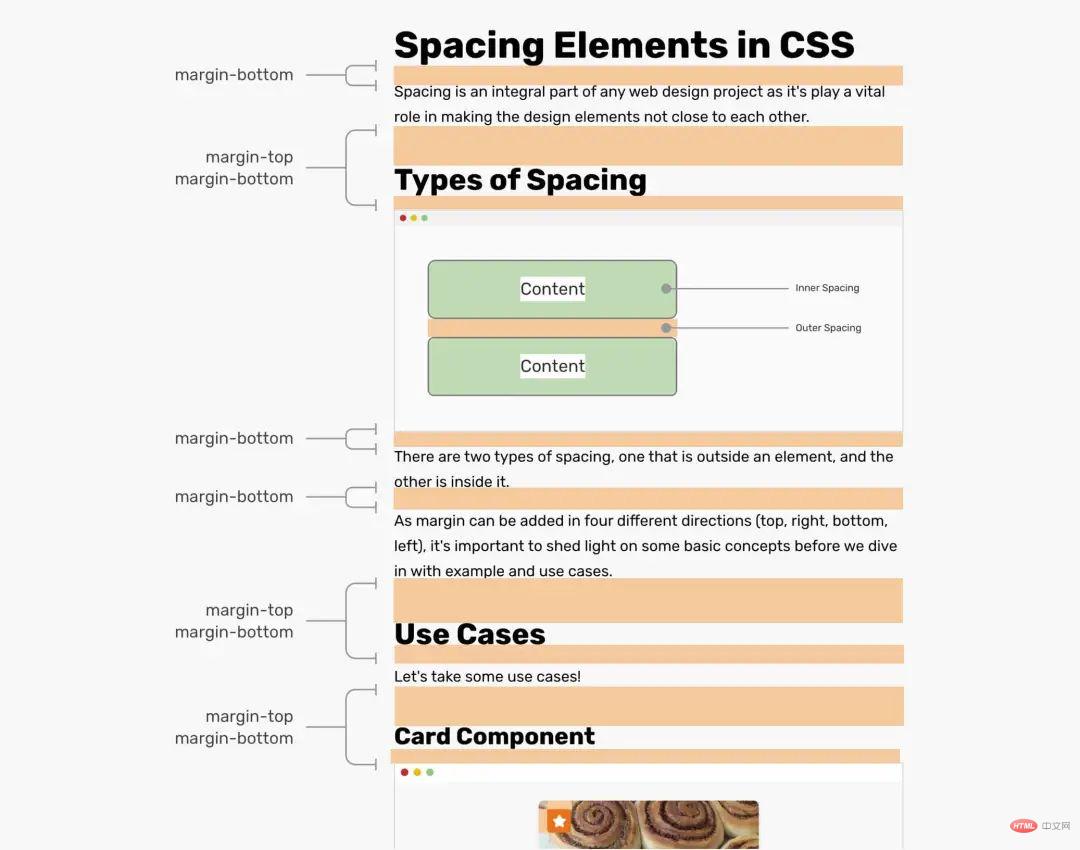 Spacing Elements in CSS
margin-bottom
Spacing is an integral part of any web design project as it's play a vital
role in making the design elements not close to each other.
margin-top
margin-bottom
Types of Spacing
Content
Inner Spacing
Outer Spacing
Content
margin-bottom
There are two types of spacing, one that is outside an element, and the
other is inside it.
margin-bottom
As margin can be added in four different directions (top, right, bottom,
left), it's important to shed light on some basic concepts before we dive
in with example and use cases.
margin-top
margin-bottom
Use Cases
Let's take some use cases!
margin-top
margin-bottom
Card Component
HTML 中文网